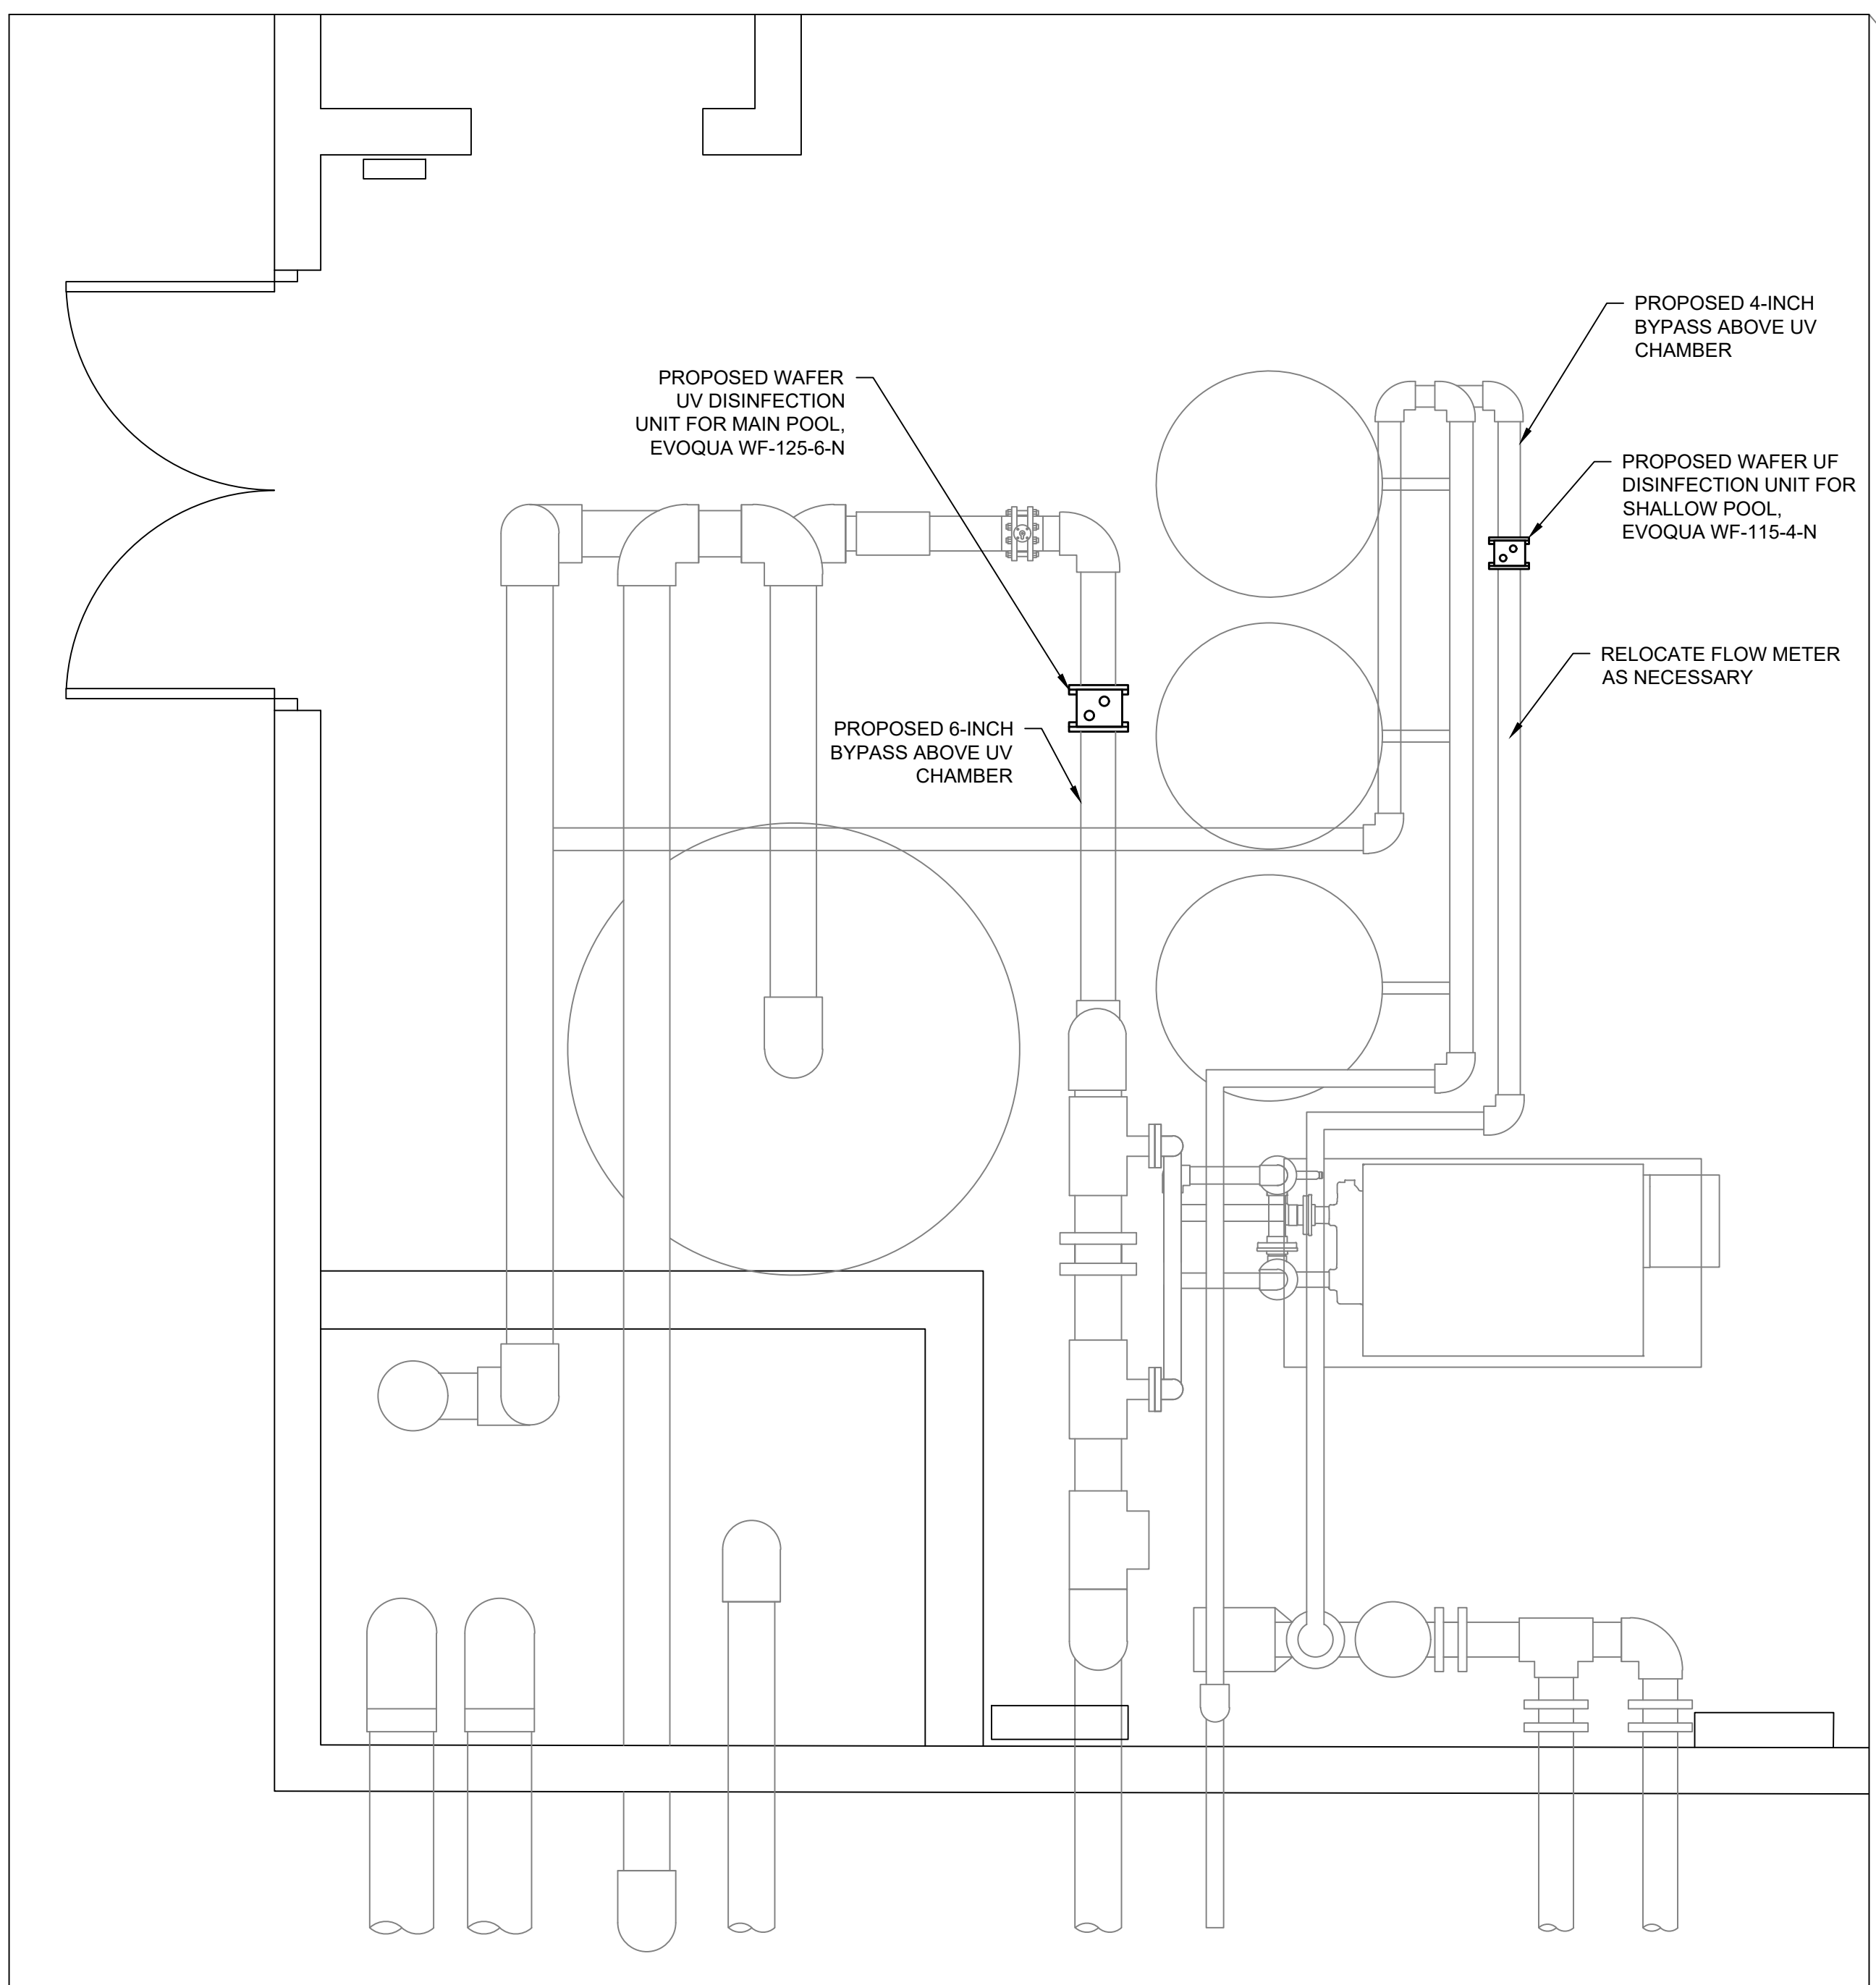 PROPOSED 4-INCH
BYPASS ABOVE UV
CHAMBER
PROPOSED WAFER
UV DISINFECTION
UNIT FOR MAIN POOL,
EVOQUA WF-125-6-N
PROPOSED WAFER UF
DISINFECTION UNIT FOR
SHALLOW POOL,
EVOQUA WF-115-4-N
RELOCATE FLOW METER
AS NECESSARY
PROPOSED 6-INCH
BYPASS ABOVE UV
CHAMBER